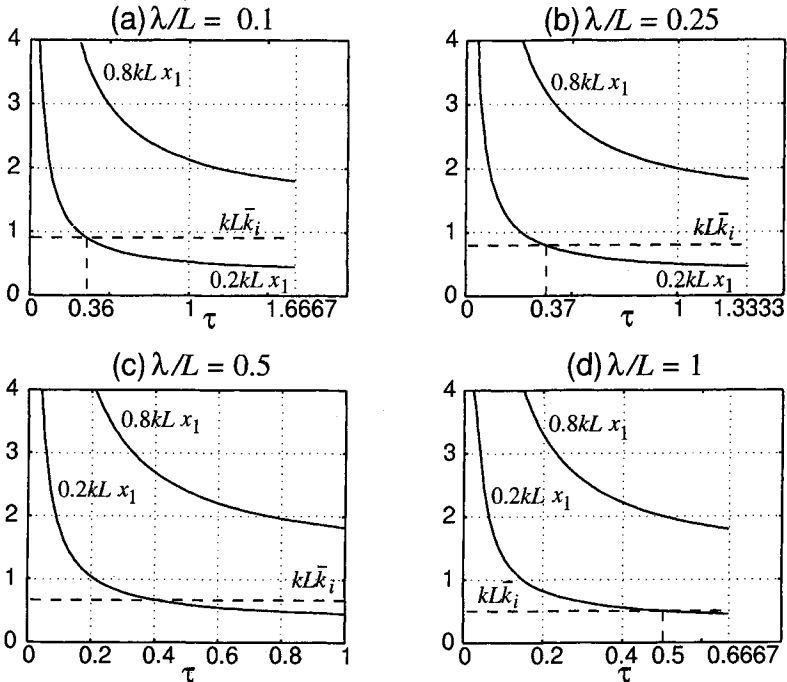 (a) λ/L = 0.1
4
3
2
1
0
0.8kL x₁
kLk̄ᵢ
0.2kL x₁
0
0.36
1
1.6667
τ
(b) λ/L = 0.25
4
3
2
1
0
0.8kL x₁
kLk̄ᵢ
0.2kL x₁
0
0.37
1
1.3333
τ
(c) λ/L = 0.5
4
3
2
1
0
0.8kL x₁
0.2kL x₁
kLk̄ᵢ
0
0.2
0.4
0.6
0.8
1
τ
(d) λ/L = 1
4
3
2
1
0
0.8kL x₁
0.2kL x₁
kLk̄ᵢ
0
0.2
0.4
0.5
0.6667
τ